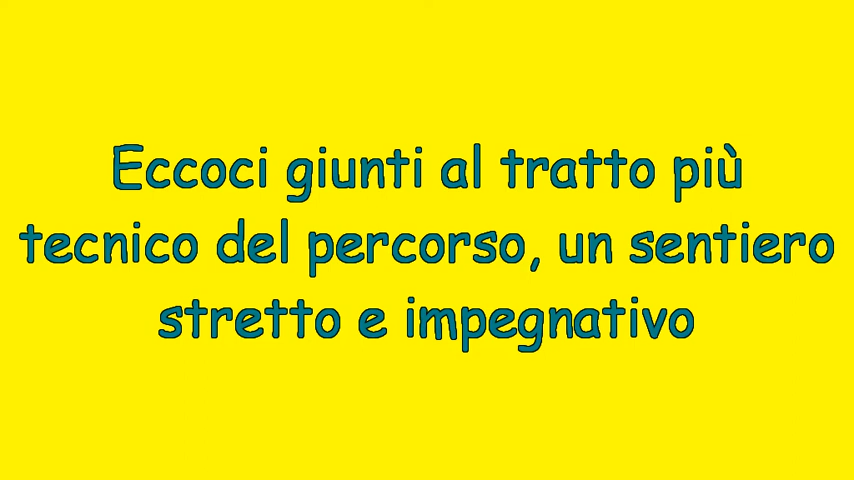 Eccoci giunti al tratto più
tecnico del percorso, un sentiero
stretto e impegnativo